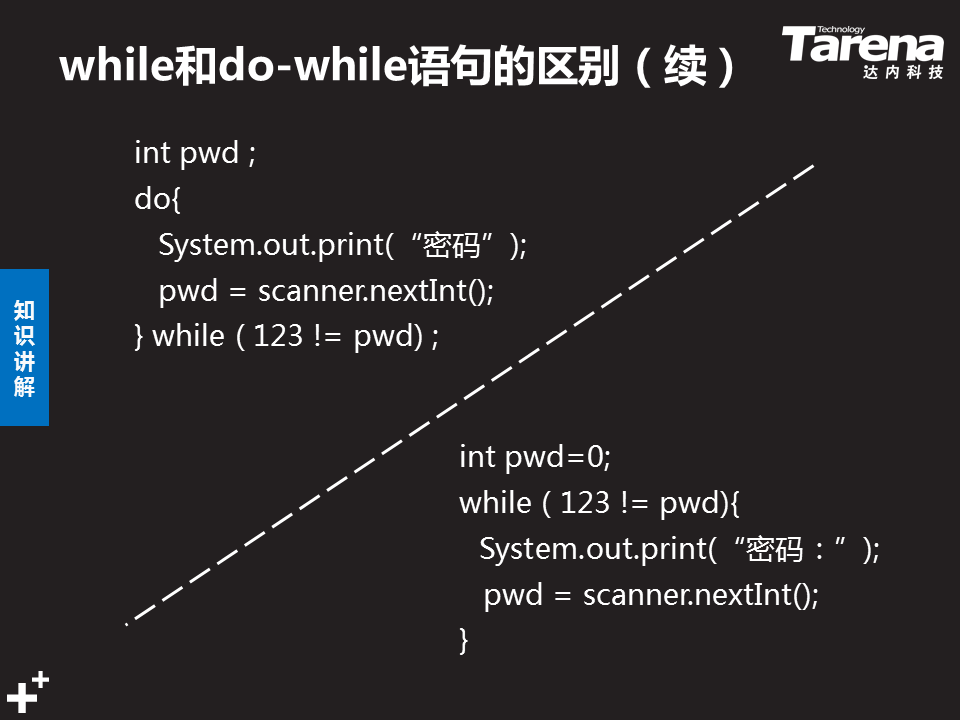 while和do-while语句的区别（续）
Technology
Tarena
达内科技
int pwd ;
do{
System.out.print(“密码”);
pwd = scanner.nextInt();
} while ( 123 != pwd) ;
知识讲解
int pwd=0;
while ( 123 != pwd){
System.out.print(“密码：”);
pwd = scanner.nextInt();
}